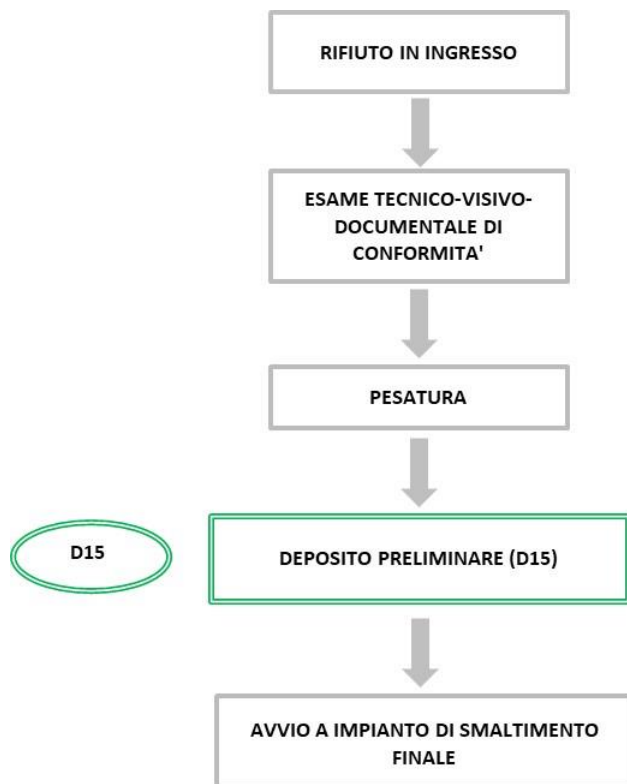 RIFIUTO IN INGRESSO
ESAME TECNICO-VISIVO-
DOCUMENTALE DI
CONFORMITA'
PESATURA
D15
DEPOSITO PRELIMINARE (D15)
AVVIO A IMPIANTO DI SMALTIMENTO
FINALE